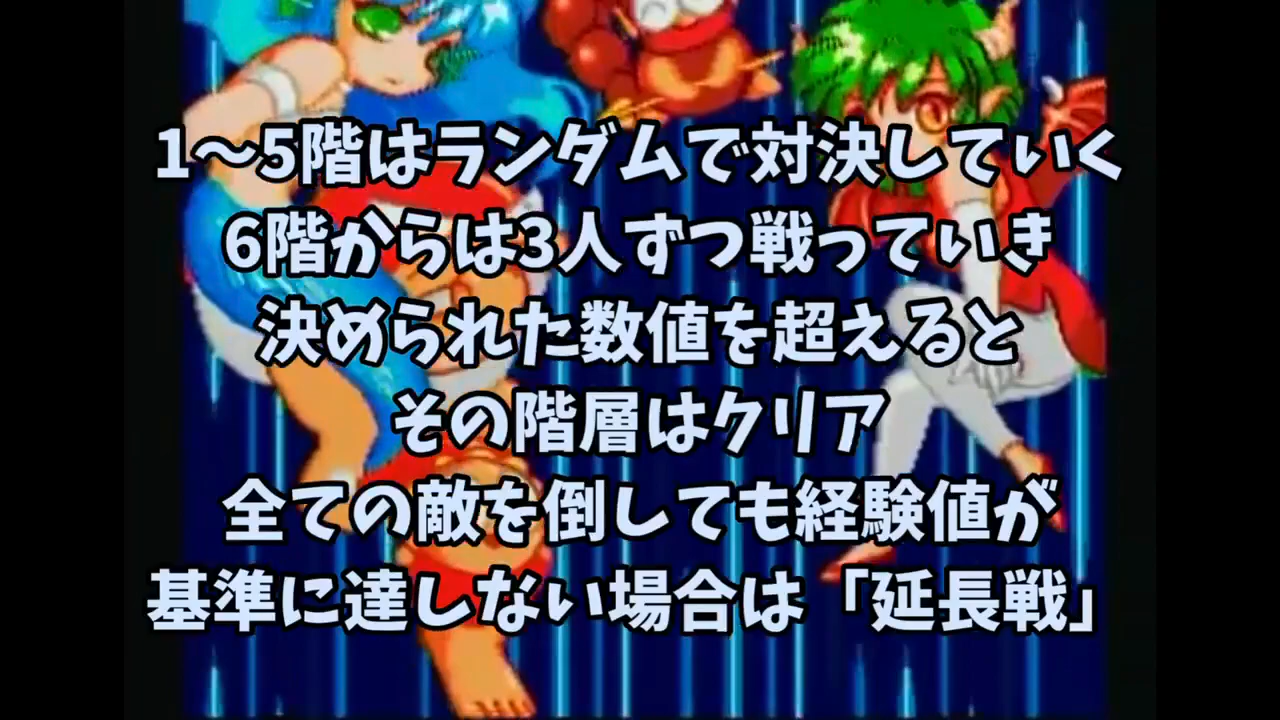 1〜5階はランダムで対決していく
6階からは3人ずつ戦っていき
決められた数値を超えると
その階層はクリア
全ての敵を倒しても経験値が
基準に達しない場合は「延長戦」